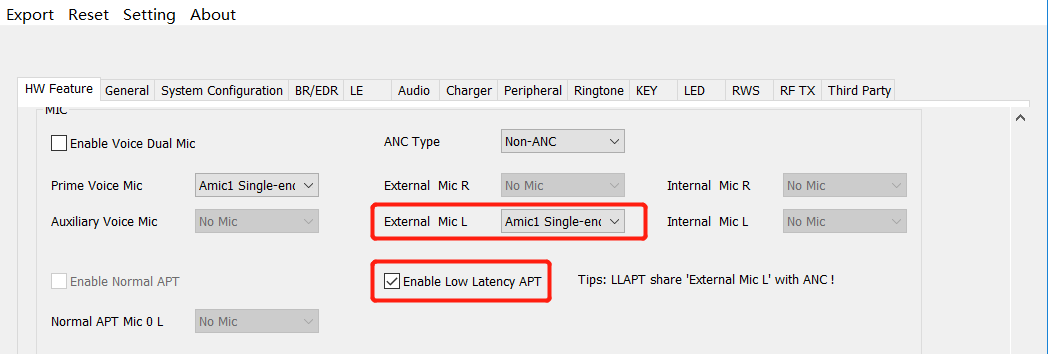 Export Reset Setting About
HW Feature General System Configuration BR/EDR LE Audio Charger Peripheral Ringtone KEY LED RWS RF TX Third Party
MIC
Enable Voice Dual Mic ANC Type Non-ANC
Prime Voice Mic Amic1 Single-enc External Mic R No Mic Internal Mic R No Mic
Auxiliary Voice Mic No Mic External Mic L Amic1 Single-enc Internal Mic L No Mic
Enable Normal APT Enable Low Latency APT Tips: LLAPT share 'External Mic L' with ANC !
Normal APT Mic 0 L No Mic